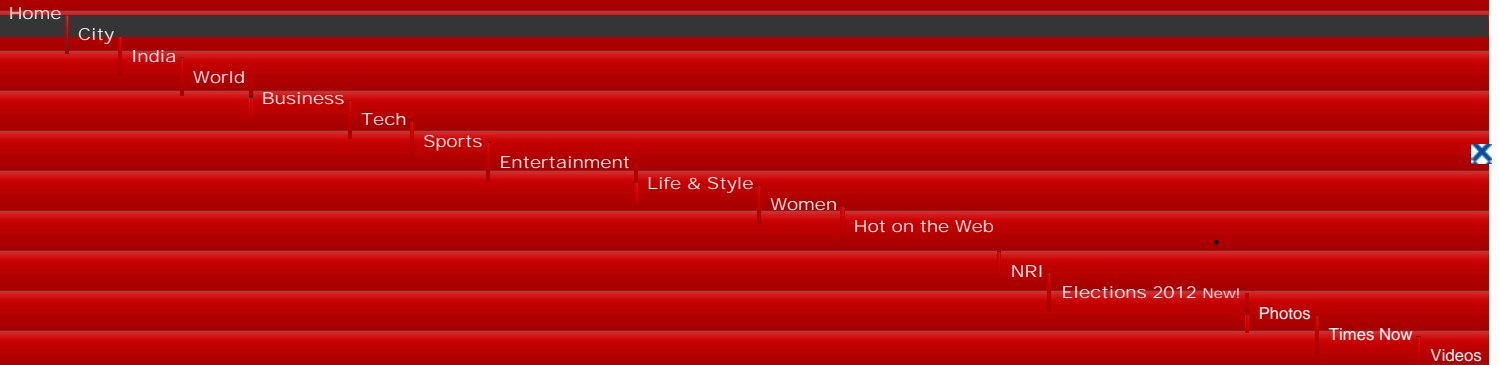 Home
City
India
World
Business
Tech
Sports
Entertainment
Life & Style
Women
Hot on the Web
NRI
Elections 2012 New!
Photos
Times Now
Videos